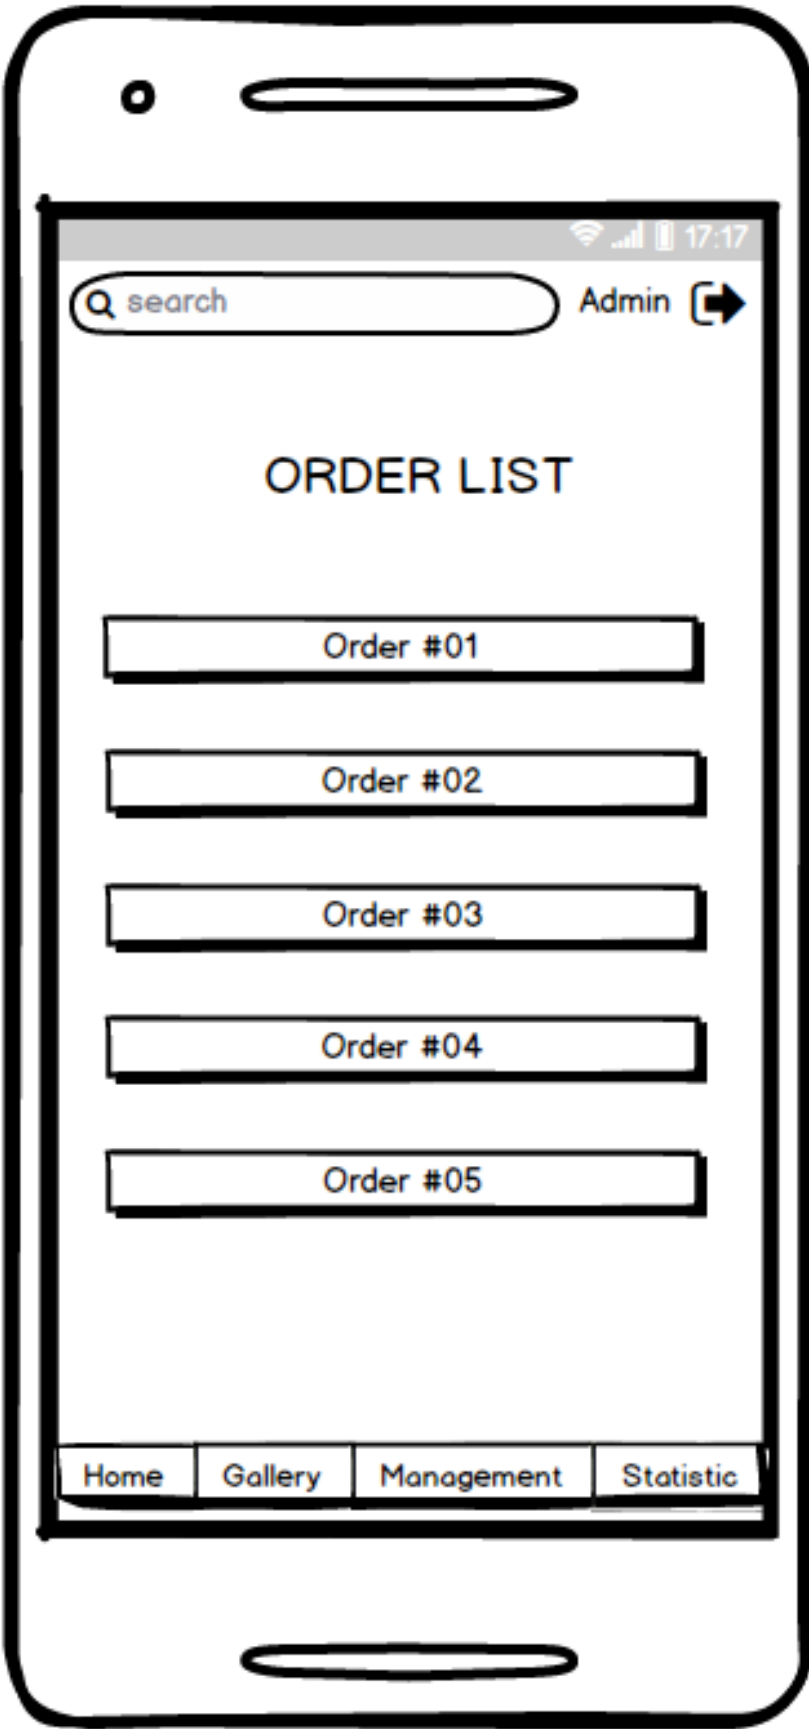 17:17
search Admin
ORDER LIST
Order #01
Order #02
Order #03
Order #04
Order #05
Home Gallery Management Statistic